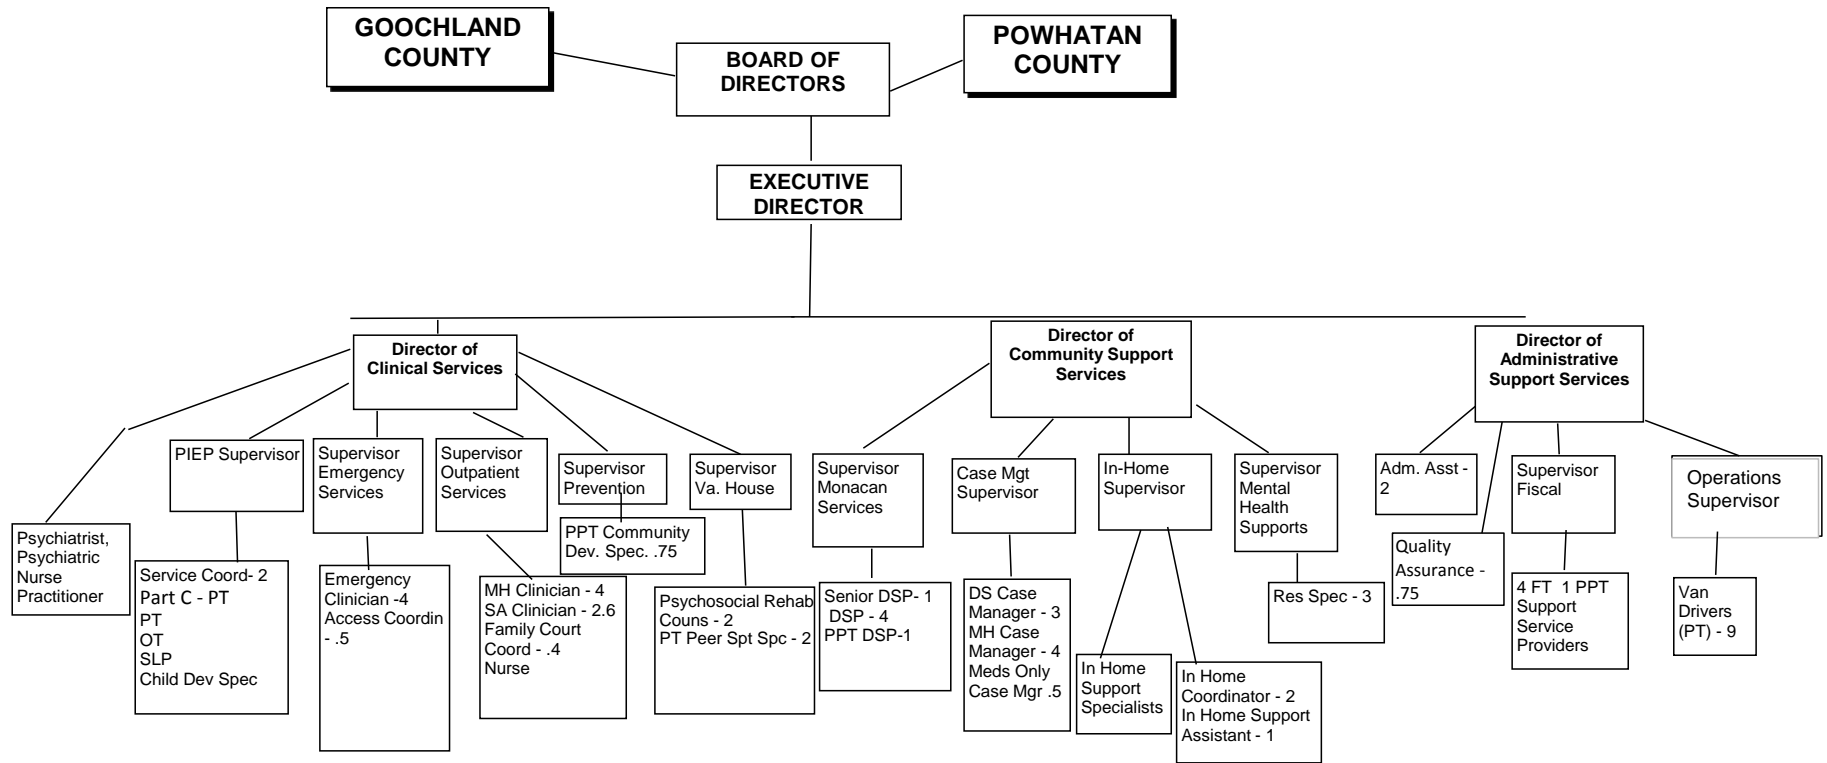 GOOCHLAND
COUNTY
BOARD OF
DIRECTORS
POWHATAN
COUNTY
EXECUTIVE
DIRECTOR
Director of
Clinical Services
Director of
Community Support
Services
Director of
Administrative
Support Services
Psychiatrist,
Psychiatric
Nurse
Practitioner
PIEP Supervisor
Service Coord- 2
Part C - PT
PT
OT
SLP
Child Dev Spec
Supervisor
Emergency
Services
Emergency
Clinician -4
Access Coordin
- .5
Supervisor
Outpatient
Services
MH Clinician - 4
SA Clinician - 2.6
Family Court
Coord - .4
Nurse
Supervisor
Prevention
PPT Community
Dev. Spec. .75
Supervisor
Va. House
Psychosocial Rehab
Couns - 2
PT Peer Spt Spc - 2
Supervisor
Monacan
Services
Senior DSP- 1
DSP - 4
PPT DSP-1
Case Mgt
Supervisor
DS Case
Manager - 3
MH Case
Manager - 4
Meds Only
Case Mgr .5
In-Home
Supervisor
In Home
Support
Specialists
In Home
Coordinator - 2
In Home Support
Assistant - 1
Supervisor
Mental
Health
Supports
Res Spec - 3
Adm. Asst -
2
Quality
Assurance -
.75
Supervisor
Fiscal
4 FT  1 PPT
Support
Service
Providers
Operations
Supervisor
Van
Drivers
(PT) - 9